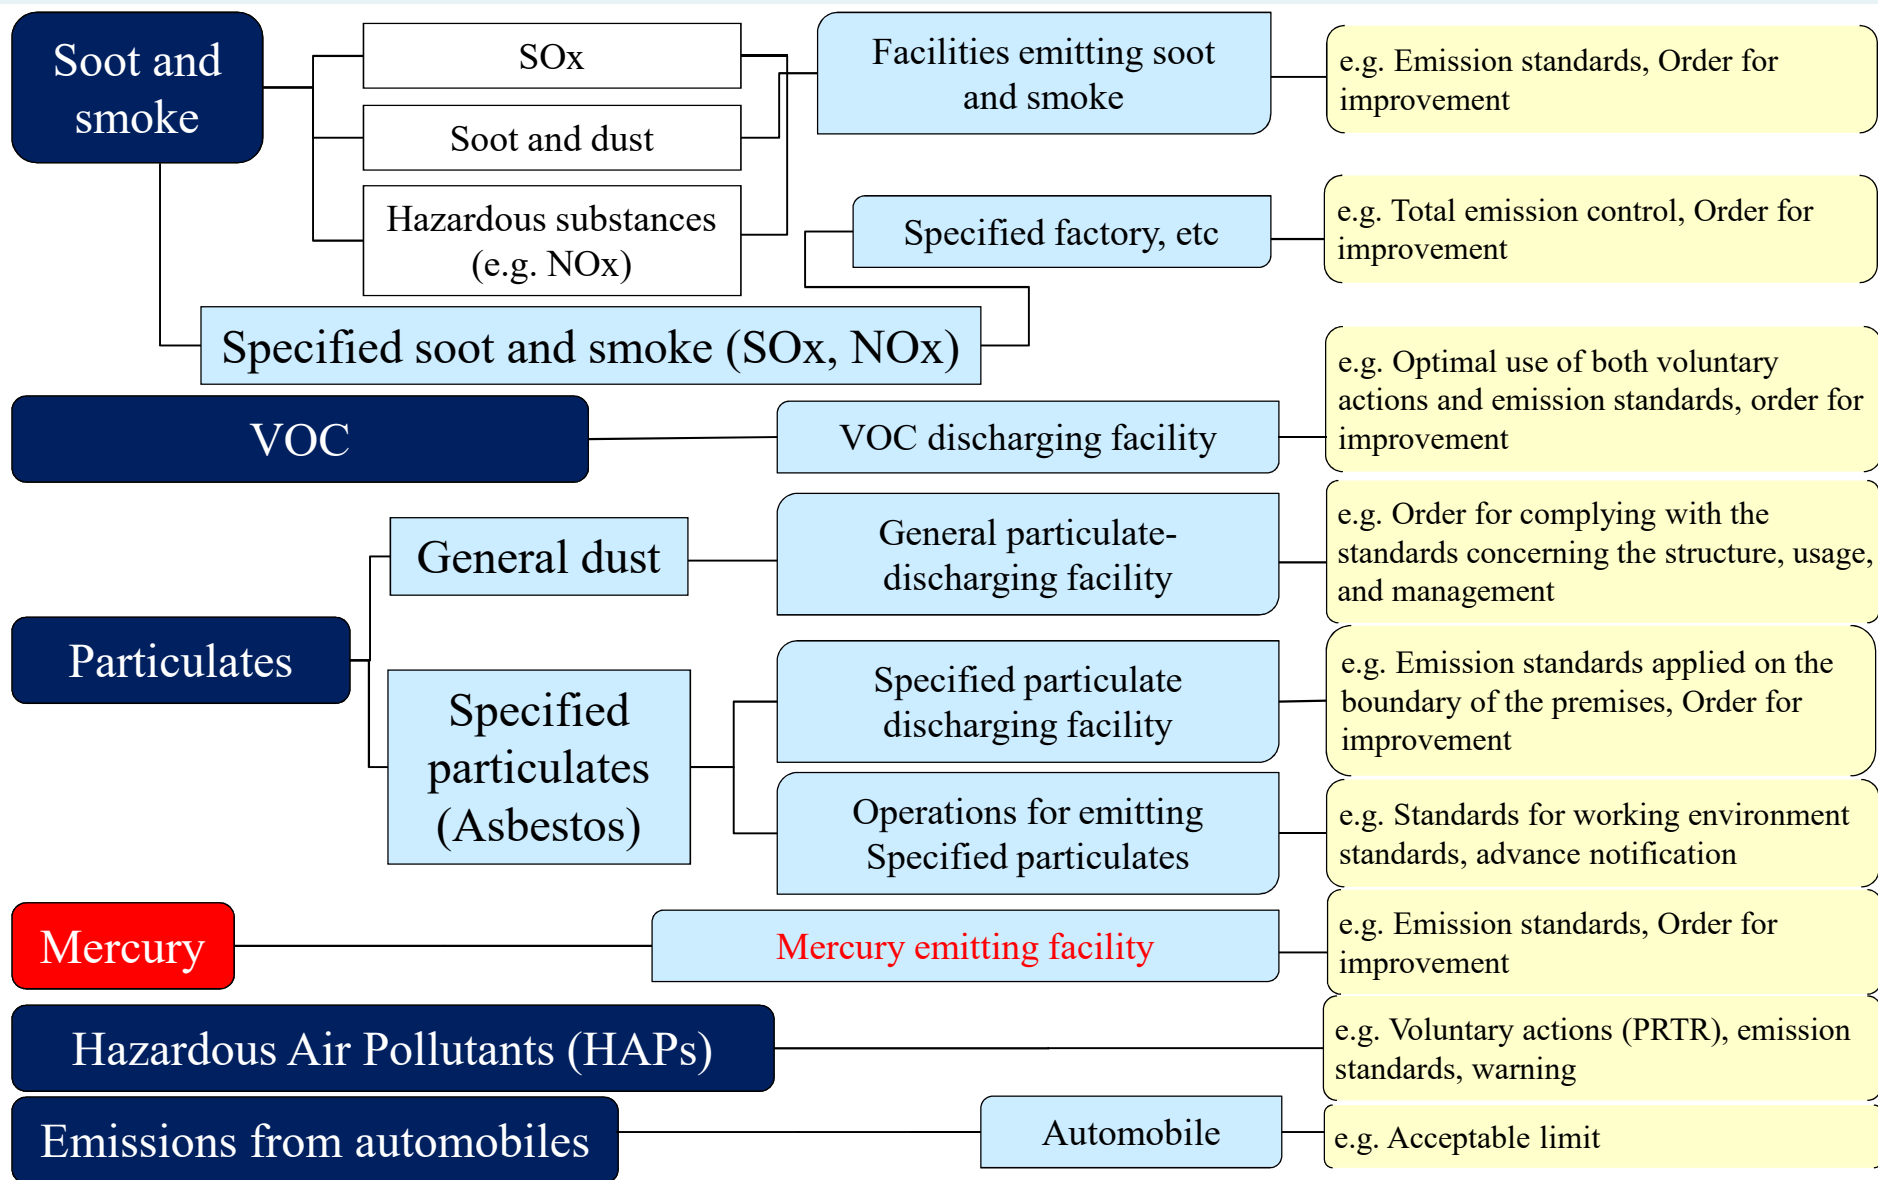 Soot and
smoke
SOx
Soot and dust
Hazardous substances
(e.g. NOx)
Facilities emitting soot
and smoke
e.g. Emission standards, Order for
improvement
Specified factory, etc
e.g. Total emission control, Order for
improvement
Specified soot and smoke (SOx, NOx)
VOC
VOC discharging facility
e.g. Optimal use of both voluntary
actions and emission standards, order for
improvement
Particulates
General dust
General particulate-
discharging facility
e.g. Order for complying with the
standards concerning the structure, usage,
and management
Specified
particulates
(Asbestos)
Specified particulate
discharging facility
e.g. Emission standards applied on the
boundary of the premises, Order for
improvement
Operations for emitting
Specified particulates
e.g. Standards for working environment
standards, advance notification
Mercury
Mercury emitting facility
e.g. Emission standards, Order for
improvement
Hazardous Air Pollutants (HAPs)
e.g. Voluntary actions (PRTR), emission
standards, warning
Emissions from automobiles
Automobile
e.g. Acceptable limit